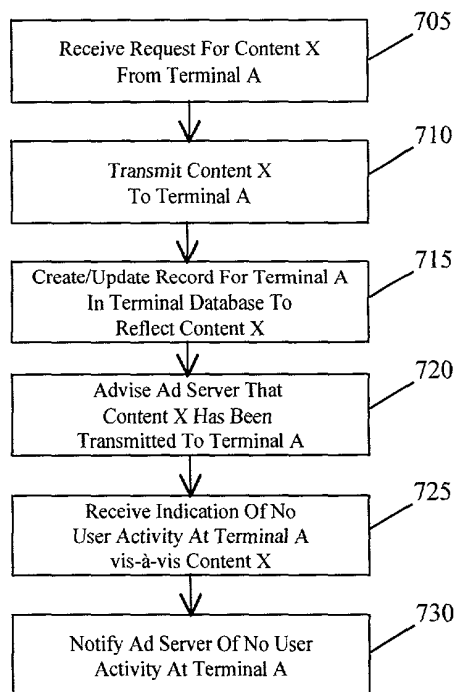 705
Receive Request For Content X
From Terminal A
710
Transmit Content X
To Terminal A
715
Create/Update Record For Terminal A
In Terminal Database To
Reflect Content X
720
Advise Ad Server That
Content X Has Been
Transmitted To Terminal A
725
Receive Indication Of No
User Activity At Terminal A
vis-à-vis Content X
730
Notify Ad Server Of No User
Activity At Terminal A